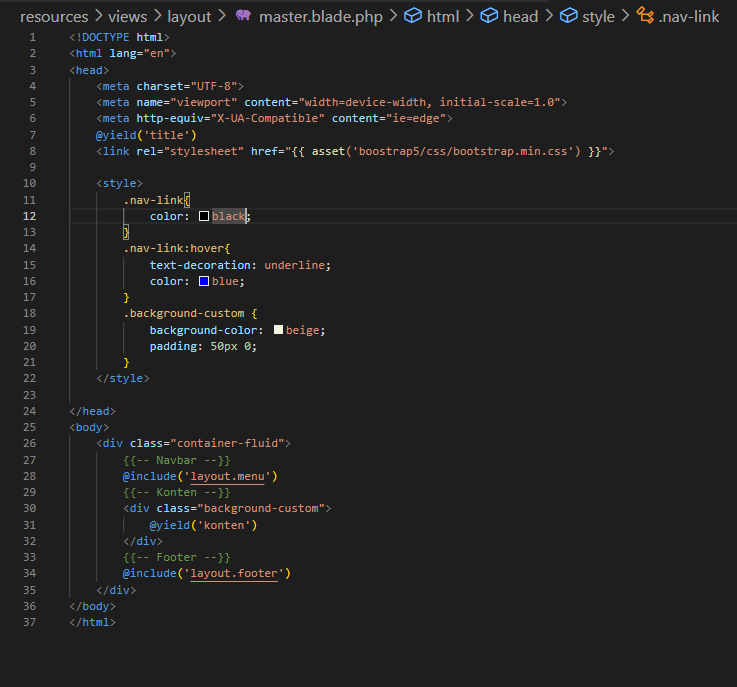 resources > views > layout > master.blade.php > html > head > style > .nav-link
1 <!DOCTYPE html>
2 <html lang="en">
3 <head>
4     <meta charset="UTF-8">
5     <meta name="viewport" content="width=device-width, initial-scale=1.0">
6     <meta http-equiv="X-UA-Compatible" content="ie=edge">
7     @yield('title')
8     <link rel="stylesheet" href="{{ asset('boostrap5/css/bootstrap.min.css') }}">
9
10     <style>
11         .nav-link{
12             color: black;
13         }
14         .nav-link:hover{
15             text-decoration: underline;
16             color: blue;
17         }
18         .background-custom {
19             background-color: beige;
20             padding: 50px 0;
21         }
22     </style>
23
24 </head>
25 <body>
26     <div class="container-fluid">
27         {{-- Navbar --}}
28         @include('layout.menu')
29         {{-- Konten --}}
30         <div class="background-custom">
31             @yield('konten')
32         </div>
33         {{-- Footer --}}
34         @include('layout.footer')
35     </div>
36 </body>
37 </html>